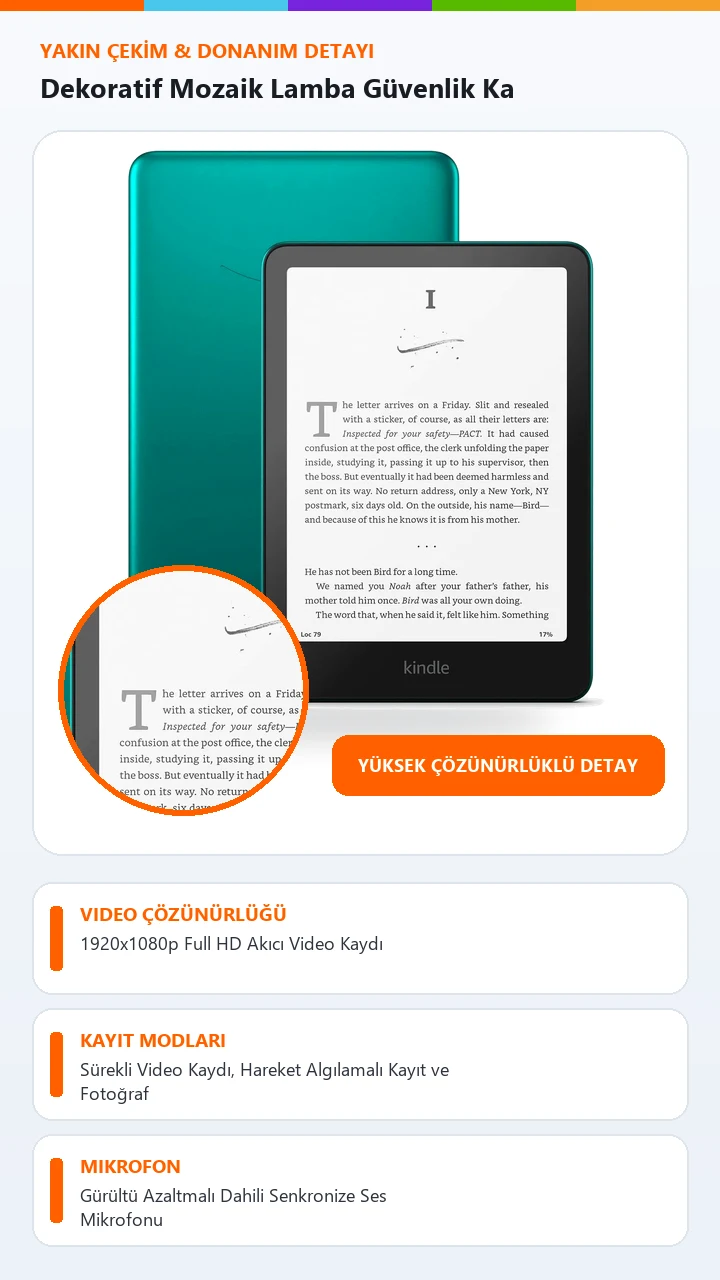 YAKIN ÇEKİM & DONANIM DETAYI
Dekoratif Mozaik Lamba Güvenlik Ka
I
The letter arrives on a Friday. Slit and resealed
with a sticker, of course, as all their letters are:
Inspected for your safety—PACT. It had caused
confusion at the post office, the clerk unfolding the paper
inside, studying it, passing it up to his supervisor, then
the boss. But eventually it had been deemed harmless and
sent on its way. No return address, only a New York, NY
postmark, six days old. On the outside, his name—Bird—
and because of this he knows it is from his mother.
. . .
He has not been Bird for a long time.
We named you Noah after your father's father, his
mother told him once. Bird was all your own doing.
The word that, when he said it, felt like him. Something
Loc 79
17%
kindle
The letter arrives on a Friday
with a sticker, of course, as
Inspected for your safety—
confusion at the post office, the cler
inside, studying it, passing it up
the boss. But eventually it had
sent on its way. No return
six days
YÜKSEK ÇÖZÜNÜRLÜKLÜ DETAY
VIDEO ÇÖZÜNÜRLÜĞÜ
1920x1080p Full HD Akıcı Video Kaydı
KAYIT MODLARI
Sürekli Video Kaydı, Hareket Algılamalı Kayıt ve
Fotoğraf
MIKROFON
Gürültü Azaltmalı Dahili Senkronize Ses
Mikrofonu